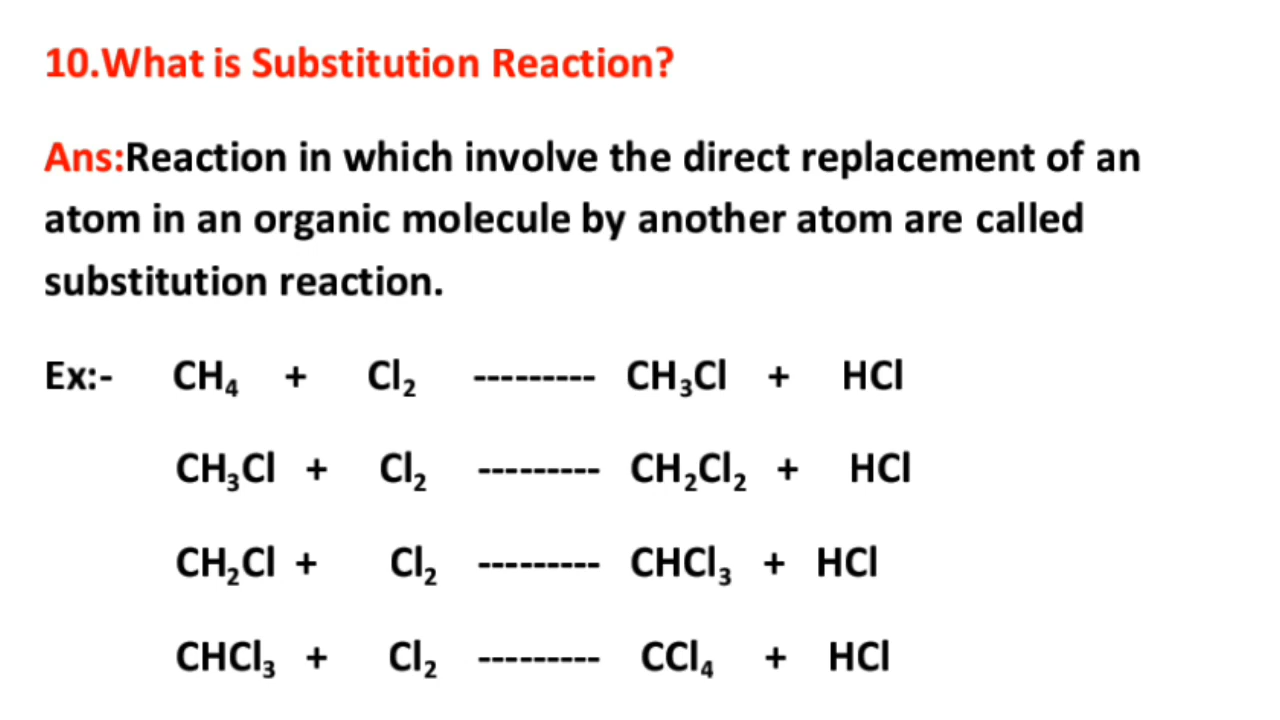 10.What is Substitution Reaction?
Ans:Reaction in which involve the direct replacement of an
atom in an organic molecule by another atom are called
substitution reaction.
Ex:- CH₄ + Cl₂ --------- CH₃Cl + HCl
CH₃Cl + Cl₂ --------- CH₂Cl₂ + HCl
CH₂Cl + Cl₂ --------- CHCl₃ + HCl
CHCl₃ + Cl₂ --------- CCl₄ + HCl